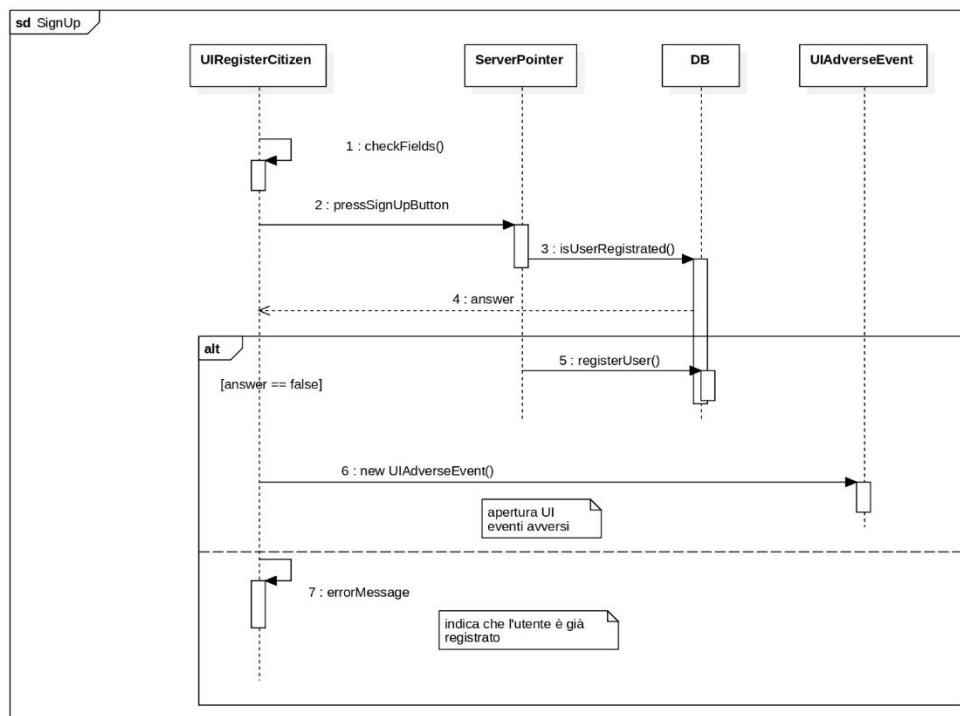 sd SignUp
UIRegisterCitizen
ServerPointer
DB
UIAdverseEvent
1 : checkFields()
2 : pressSignUpButton
3 : isUserRegistrated()
4 : answer
alt
5 : registerUser()
[answer == false]
6 : new UIAdverseEvent()
apertura UI
eventi avversi
7 : errorMessage
indica che l'utente è già
registrato